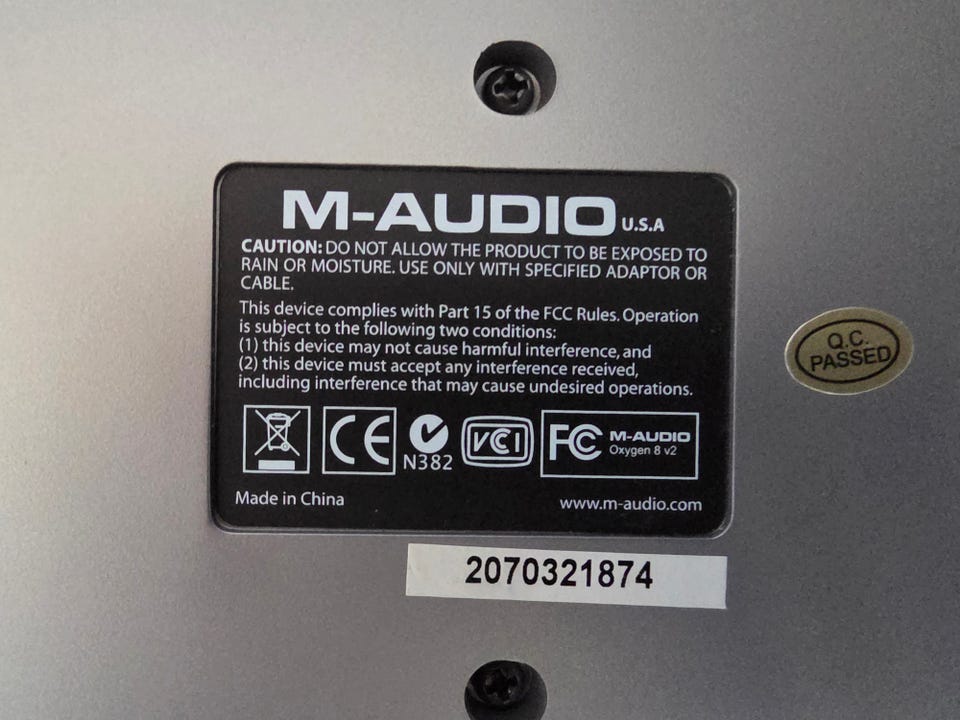 M-AUDIO U.S.A
CAUTION: DO NOT ALLOW THE PRODUCT TO BE EXPOSED TO
RAIN OR MOISTURE. USE ONLY WITH SPECIFIED ADAPTOR OR
CABLE.
This device complies with Part 15 of the FCC Rules. Operation
is subject to the following two conditions:
(1) this device may not cause harmful interference, and
(2) this device must accept any interference received,
including interference that may cause undesired operations.
CE
N382
VCI
FC M-AUDIO
Oxygen 8 v2
Made in China
www.m-audio.com
Q.C.
PASSED
2070321874